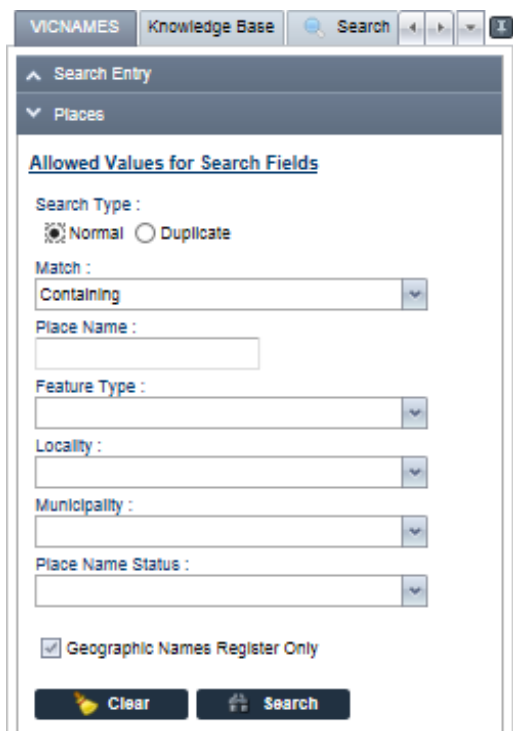 VICNAMES Knowledge Base Search
Search Entry
Places
Allowed Values for Search Fields
Search Type :
Normal Duplicate
Match :
Containing
Place Name :
Feature Type :
Locality :
Municipality :
Place Name Status :
Geographic Names Register Only
Clear Search